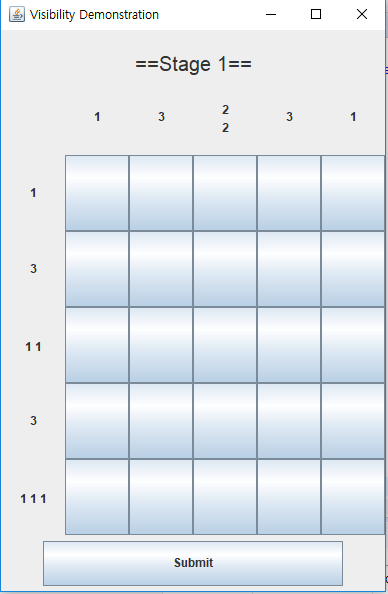 Visibility Demonstration
==Stage 1==
1 3 2 3 1
2
1
3
1 1
3
1 1 1
Submit